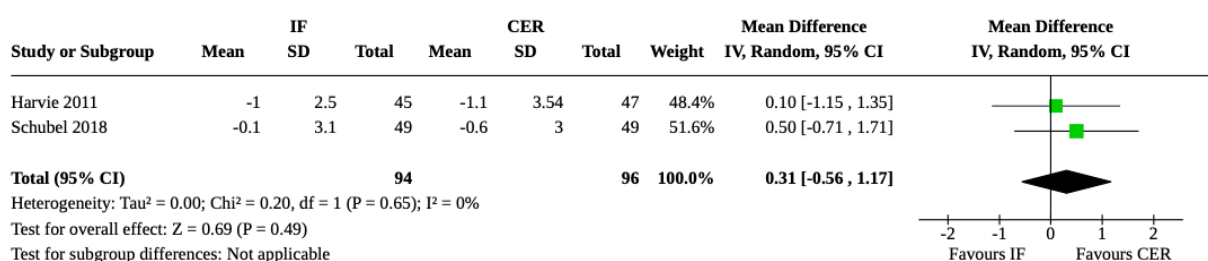 IF CER Mean Difference Mean Difference
Study or Subgroup Mean SD Total Mean SD Total Weight IV, Random, 95% CI IV, Random, 95% CI
Harvie 2011 -1 2.5 45 -1.1 3.54 47 48.4% 0.10 [-1.15 , 1.35]
Schubel 2018 -0.1 3.1 49 -0.6 3 49 51.6% 0.50 [-0.71 , 1.71]
Total (95% CI) 94 96 100.0% 0.31 [-0.56 , 1.17]
Heterogeneity: Tau² = 0.00; Chi² = 0.20, df = 1 (P = 0.65); I² = 0%
Test for overall effect: Z = 0.69 (P = 0.49)
Test for subgroup differences: Not applicable
-2 -1 0 1 2
Favours IF Favours CER